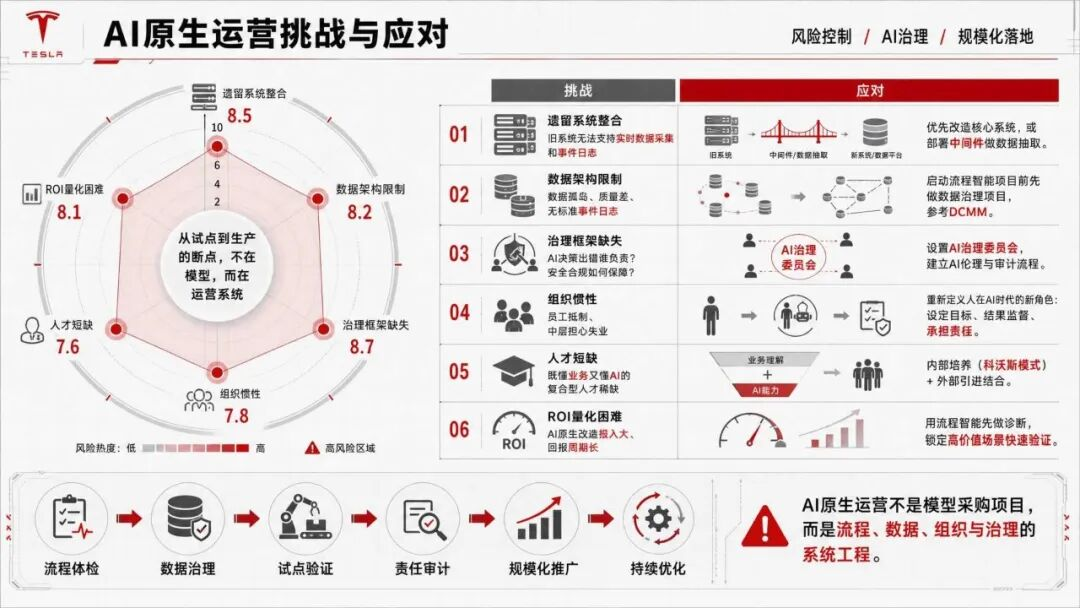 TESLA
AI原生运营挑战与应对
风险控制 / AI治理 / 规模化落地
遗留系统整合
8.5
10
6
4
2
ROI量化困难
8.1
数据架构限制
8.2
从试点到生产
的断点，不在
模型，而在
运营系统
人才短缺
7.6
治理框架缺失
8.7
组织惯性
7.8
风险热度：低
高
高风险区域
挑战
应对
01
遗留系统整合
旧系统无法支持实时数据采集
和事件日志
旧系统
中间件/数据抽取
新系统/数据平台
优先改造核心系统，或
部署中间件做数据抽取。
02
数据架构限制
数据孤岛、质量差、
无标准事件日志
启动流程智能项目前先
做数据治理项目，
参考DCMM。
03
治理框架缺失
AI决策出错谁负责？
安全合规如何保障？
AI治理
委员会
设置AI治理委员会，
建立AI伦理与审计流程。
04
组织惯性
员工抵制、
中层担心失业
重新定义人在AI时代的新角色：
设定目标、结果监督、
承担责任。
05
人才短缺
既懂业务又懂AI的
复合型人才稀缺
业务理解
+
AI能力
内部培养（科沃斯模式）
+ 外部引进结合。
06
ROI
ROI量化困难
AI原生改造报入大、
回报周期长
用流程智能先做诊断，
锁定高价值场景快速验证。
流程体检
数据治理
试点验证
责任审计
规模化推广
持续优化
AI原生运营不是模型采购项目，
而是流程、数据、组织与治理的
系统工程。